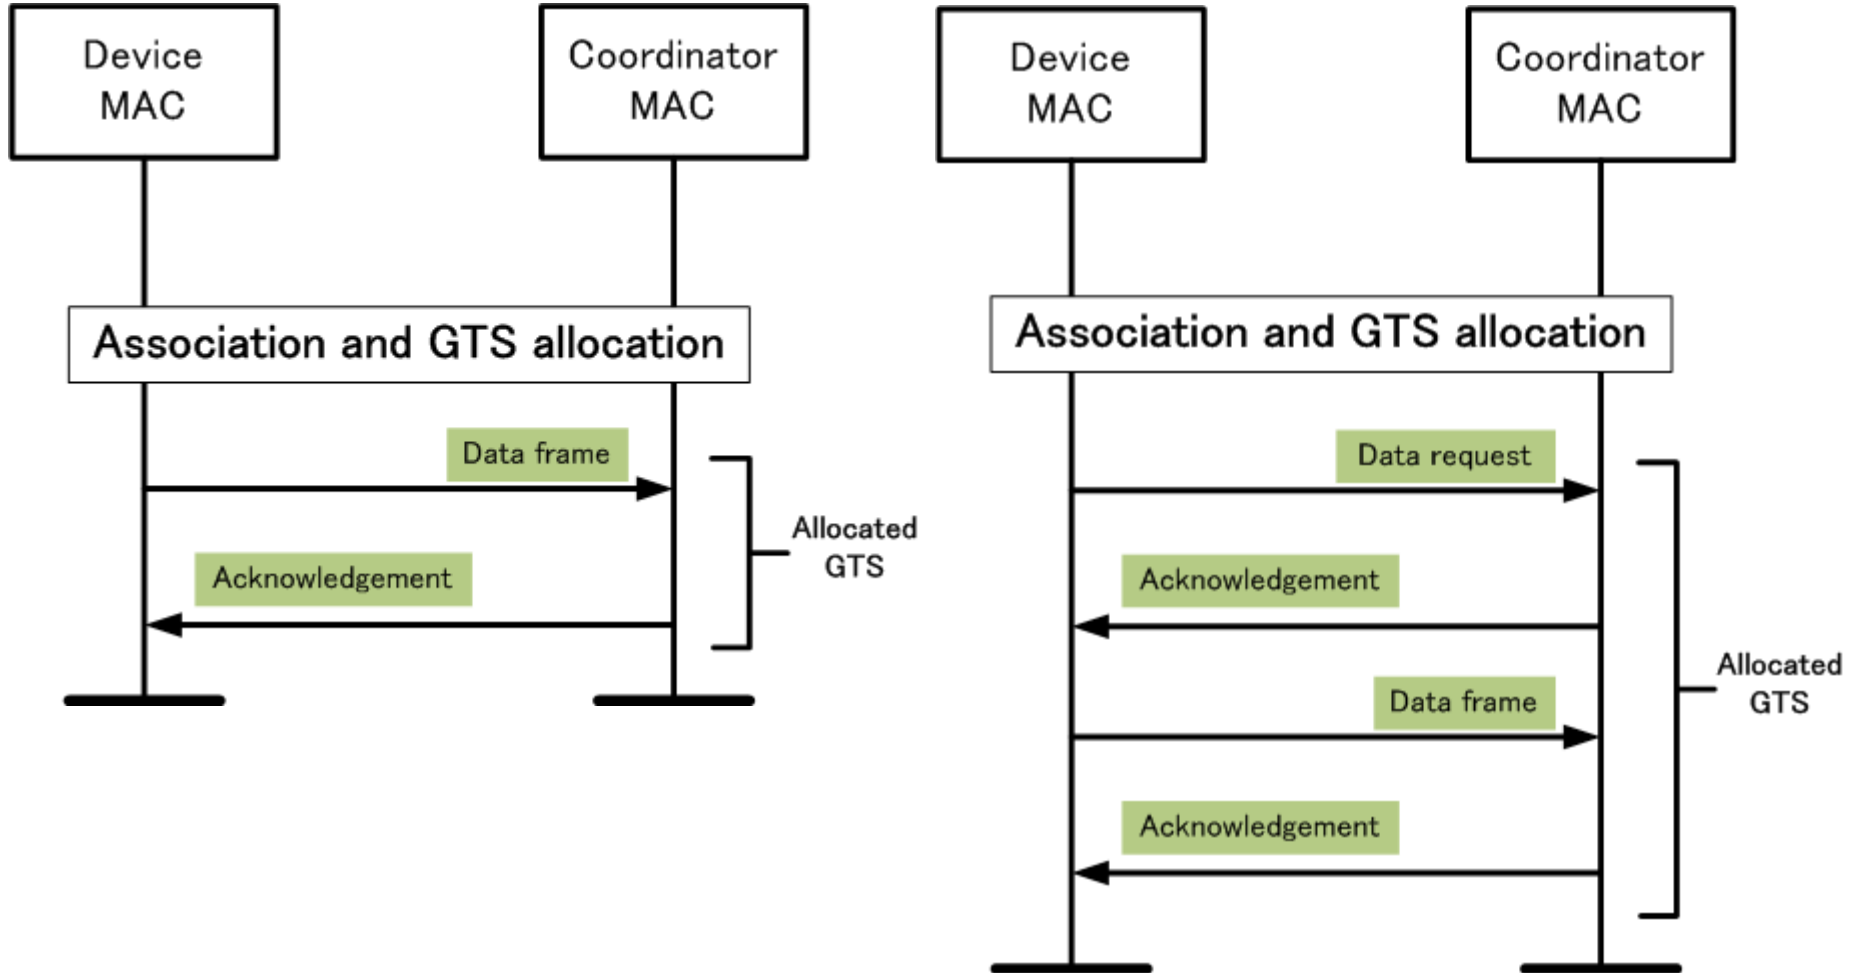 Device
MAC
Coordinator
MAC
Association and GTS allocation
Data frame
Acknowledgement
Allocated
GTS
Device
MAC
Coordinator
MAC
Association and GTS allocation
Data request
Acknowledgement
Data frame
Acknowledgement
Allocated
GTS